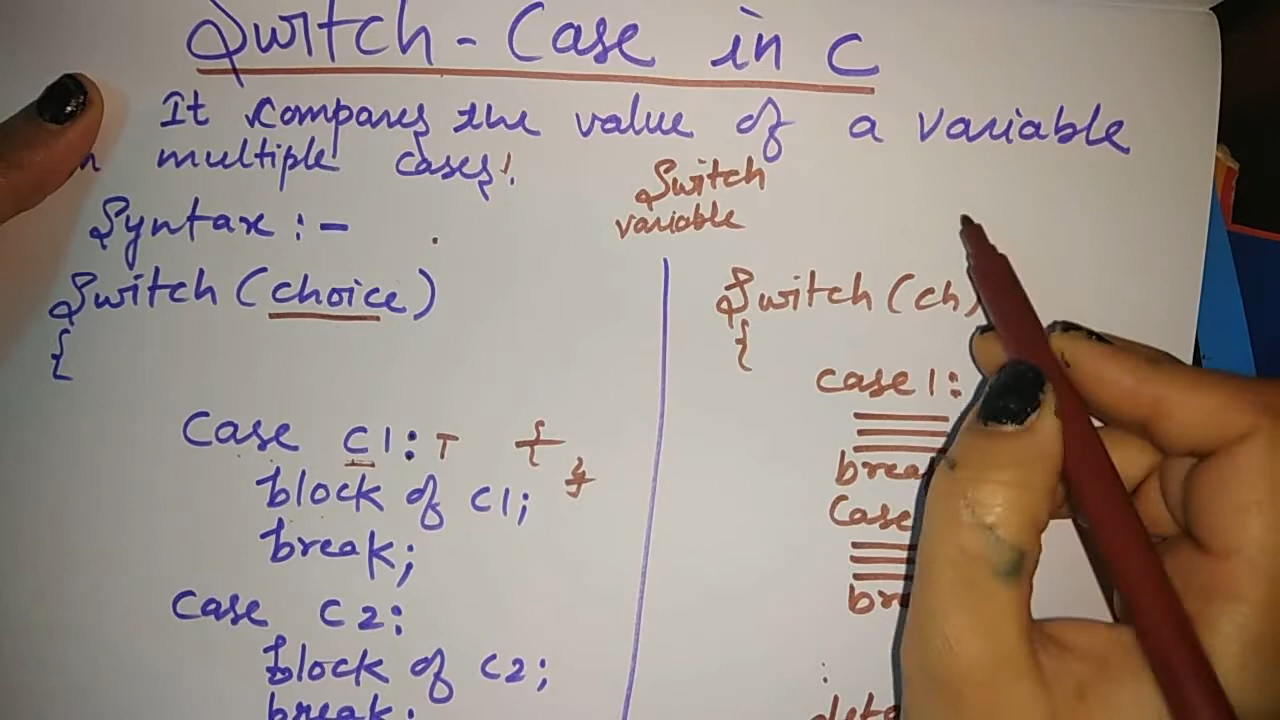 Switch - Case in C
It compares the value of a variable
multiple cases!
Switch
variable
Syntax :-
Switch (choice)
{
Case C1: T { }
block of C1;
break;
Case C2:
block of C2;
break;
Switch (ch)
{
case 1:
Case